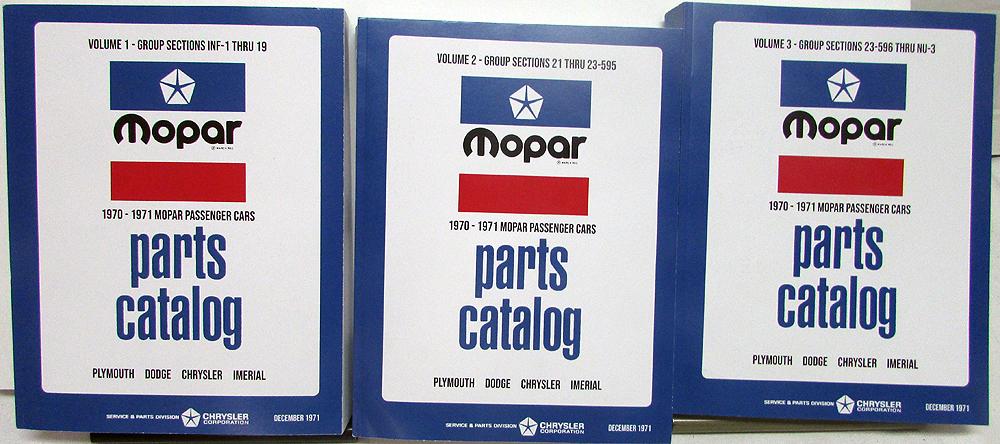 VOLUME 1 - GROUP SECTIONS INF-1 THRU 19
mopar
1970 - 1971 MOPAR PASSENGER CARS
parts
catalog
PLYMOUTH DODGE CHRYSLER IMERIAL
SERVICE & PARTS DIVISION CHRYSLER CORPORATION DECEMBER 1971
VOLUME 2 - GROUP SECTIONS 21 THRU 23-595
mopar
1970 - 1971 MOPAR PASSENGER CARS
parts
catalog
PLYMOUTH DODGE CHRYSLER IMERIAL
SERVICE & PARTS DIVISION CHRYSLER CORPORATION DECEMBER 1971
VOLUME 3 - GROUP SECTIONS 23-596 THRU NU-3
mopar
1970 - 1971 MOPAR PASSENGER CARS
parts
catalog
PLYMOUTH DODGE CHRYSLER IMERIAL
SERVICE & PARTS DIVISION CHRYSLER CORPORATION DECEMBER 1971